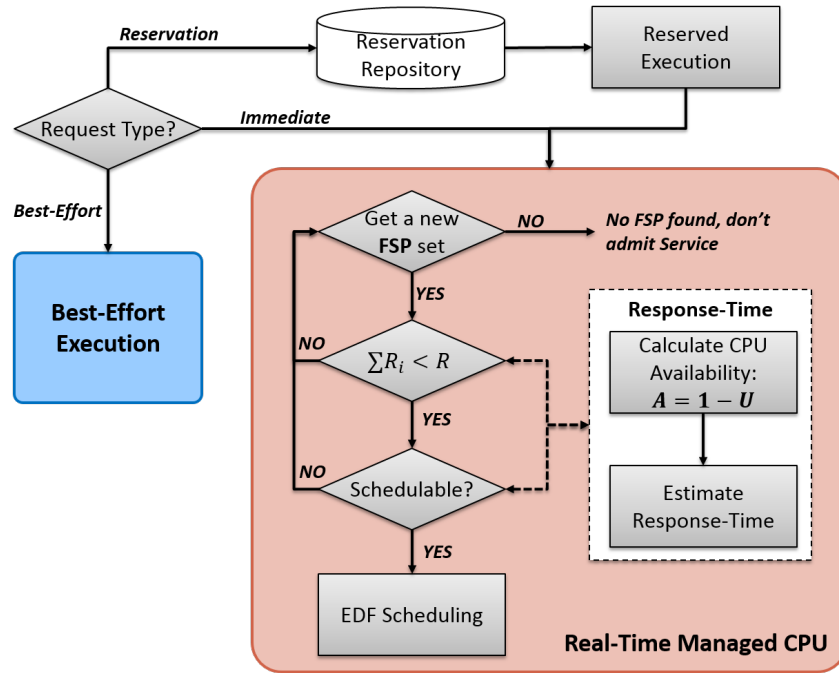 Reservation
Reservation
Repository
Reserved
Execution
Request Type?
Immediate
Best-Effort
Best-Effort
Execution
Get a new
FSP set
NO
No FSP found, don't
admit Service
YES
NO
∑Rᵢ < R
YES
NO
Schedulable?
YES
EDF Scheduling
Response-Time
Calculate CPU
Availability:
A = 1 − U
Estimate
Response-Time
Real-Time Managed CPU